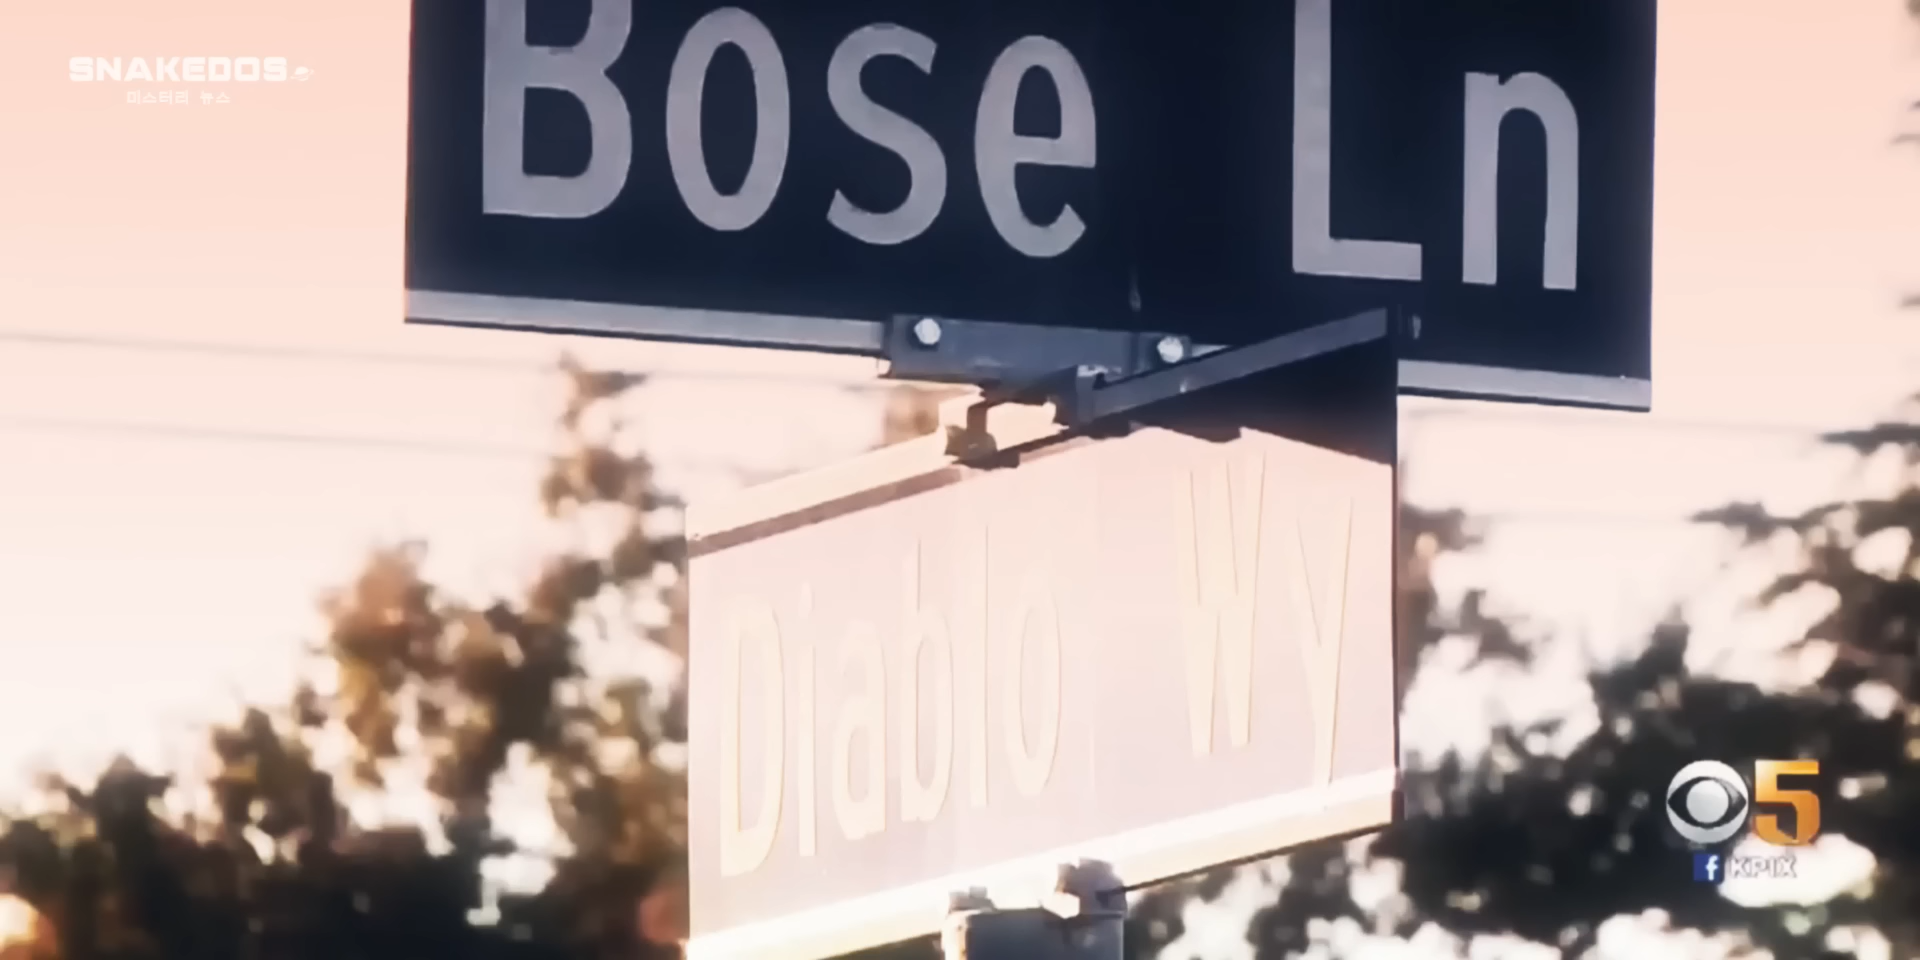 SNAKEDOS
미스터리 뉴스
Bose Ln
Diablo Wy
5
f KPIX